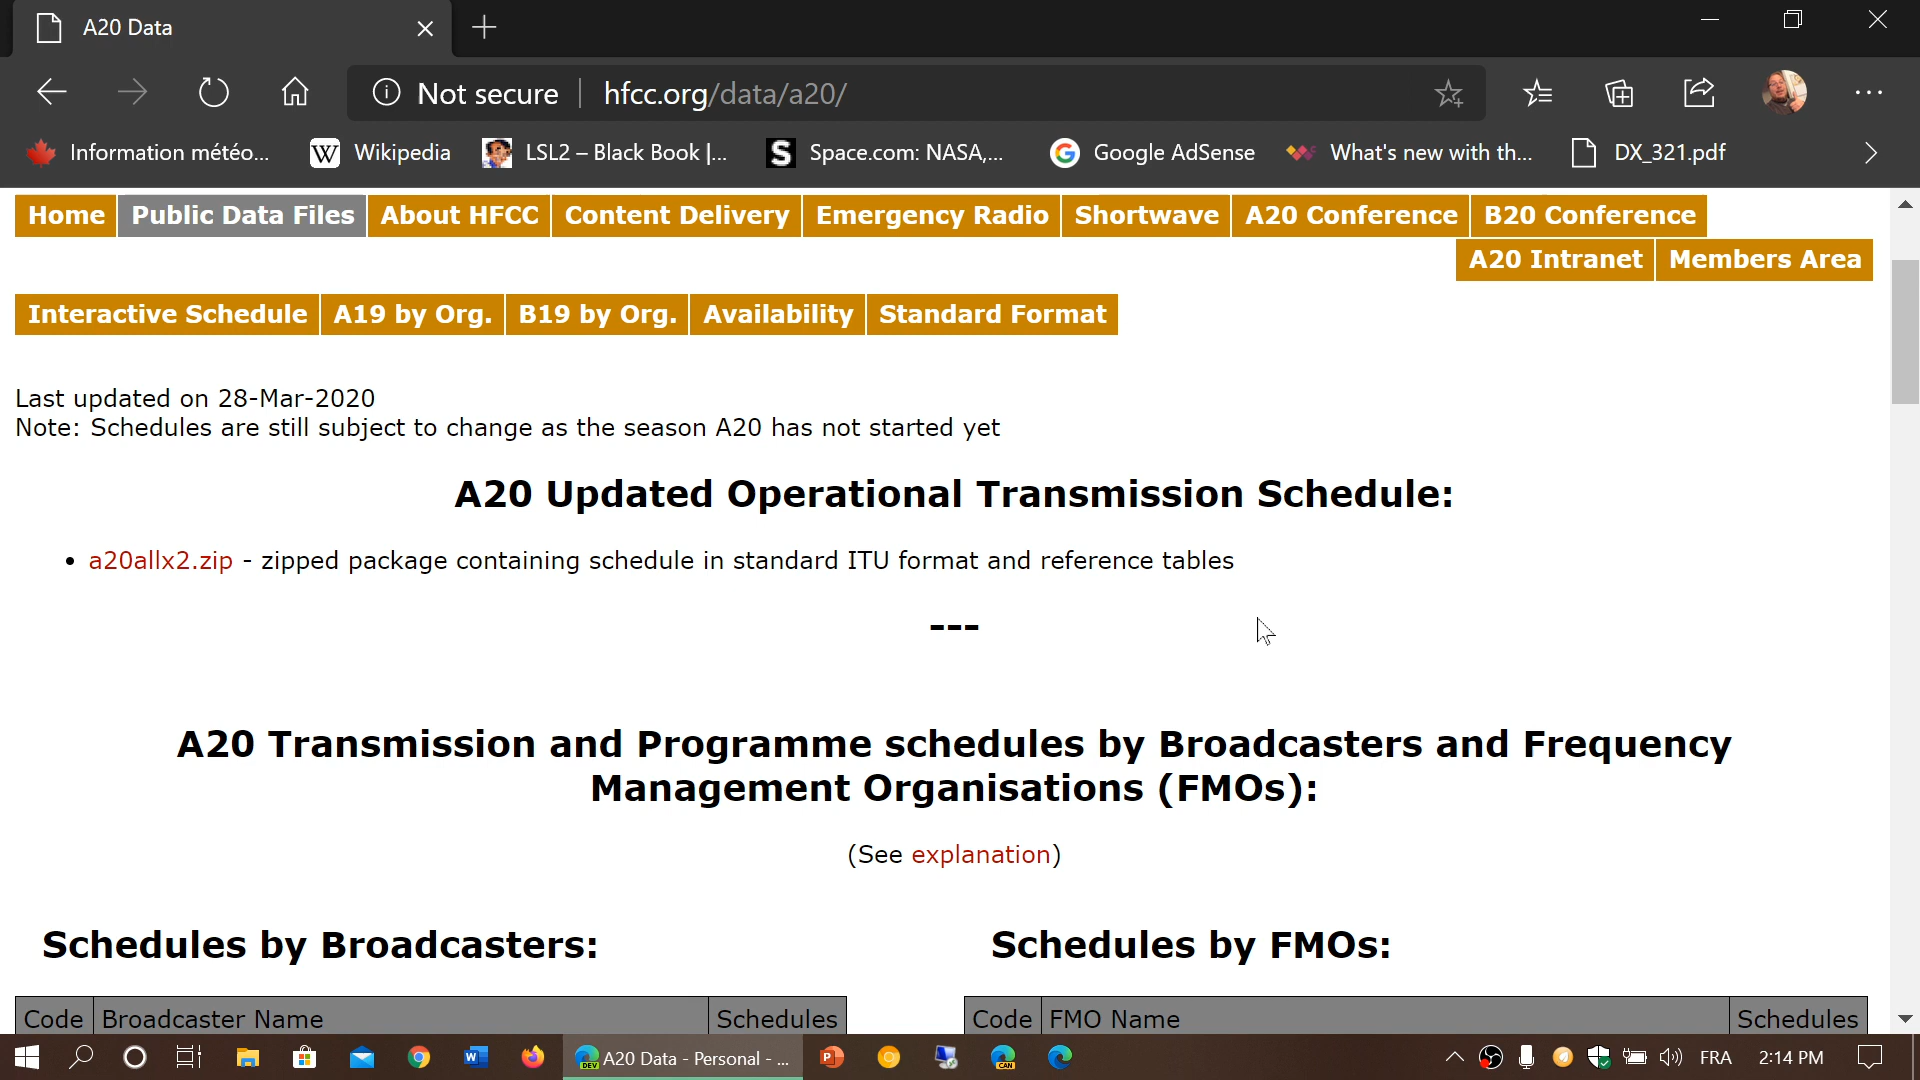 A20 Data
Not secure hfcc.org/data/a20/
Information météo... Wikipedia LSL2 – Black Book |... Space.com: NASA,... Google AdSense What's new with th... DX_321.pdf
Home Public Data Files About HFCC Content Delivery Emergency Radio Shortwave A20 Conference B20 Conference
A20 Intranet Members Area
Interactive Schedule A19 by Org. B19 by Org. Availability Standard Format
Last updated on 28-Mar-2020
Note: Schedules are still subject to change as the season A20 has not started yet
A20 Updated Operational Transmission Schedule:
• a20allx2.zip - zipped package containing schedule in standard ITU format and reference tables
---
A20 Transmission and Programme schedules by Broadcasters and Frequency
Management Organisations (FMOs):
(See explanation)
Schedules by Broadcasters: Schedules by FMOs:
Code Broadcaster Name Schedules Code FMO Name Schedules
A20 Data - Personal - ... FRA 2:14 PM